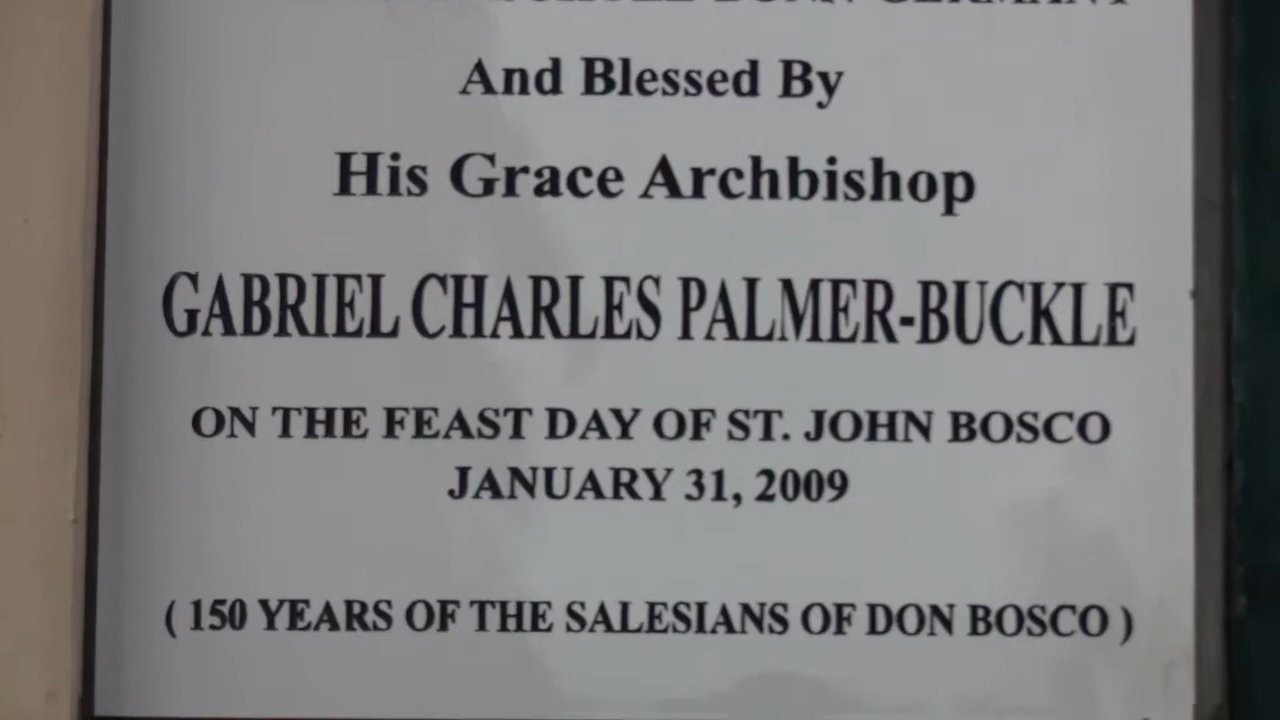 GERMANY
And Blessed By
His Grace Archbishop
GABRIEL CHARLES PALMER-BUCKLE
ON THE FEAST DAY OF ST. JOHN BOSCO
JANUARY 31, 2009
( 150 YEARS OF THE SALESIANS OF DON BOSCO )